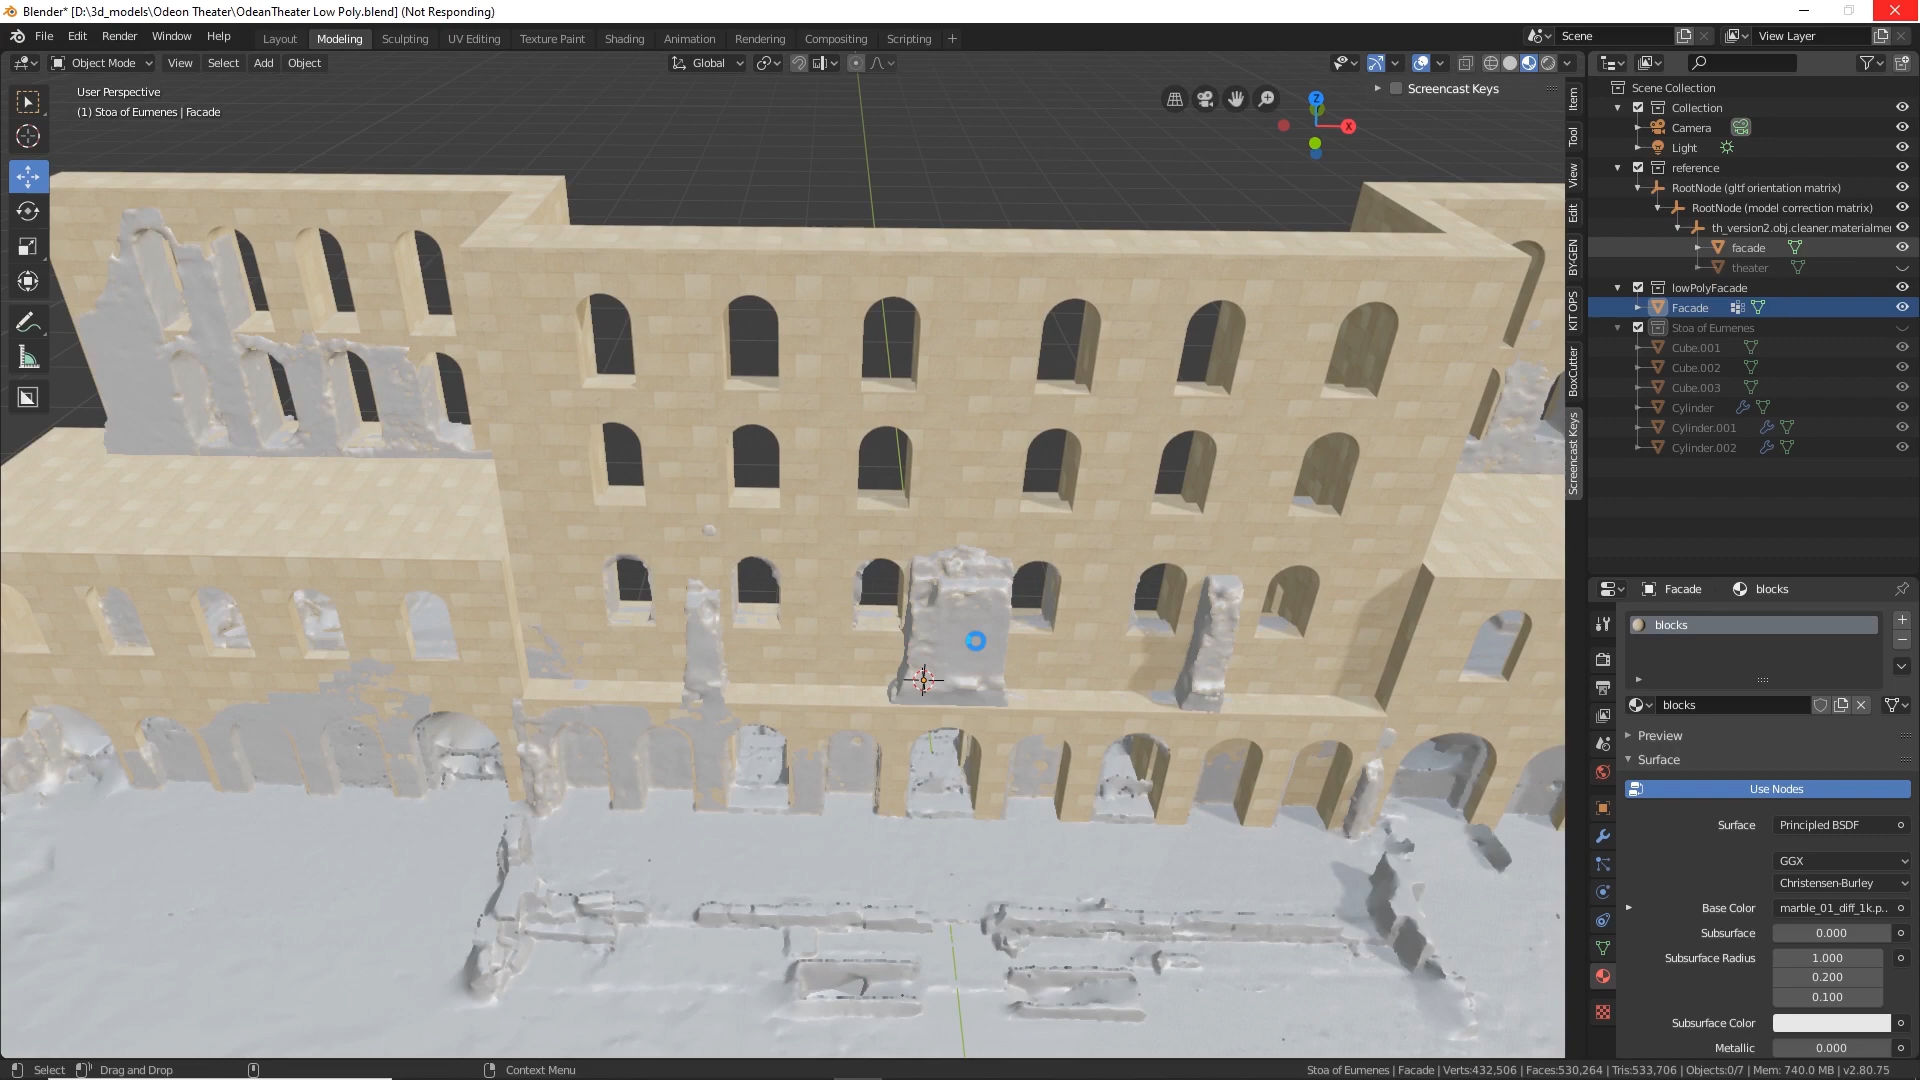 Blender* [D:\3d_models\Odeon Theater\OdeanTheater Low Poly.blend] (Not Responding)
File Edit Render Window Help Layout Modeling Sculpting UV Editing Texture Paint Shading Animation Rendering Compositing Scripting + Scene View Layer
Object Mode View Select Add Object Global
User Perspective
(1) Stoa of Eumenes | Facade
Screencast Keys
Z
X
Item
Tool
View
Edit
BY-GEN
KIT OPS
BoxCutter
Screencast Keys
Scene Collection
Collection
Camera
Light
reference
RootNode (gltf orientation matrix)
RootNode (model correction matrix)
th_version2.obj.cleaner.materialme
facade
theater
lowPolyFacade
Facade
Stoa of Eumenes
Cube.001
Cube.002
Cube.003
Cylinder
Cylinder.001
Cylinder.002
Facade blocks
blocks
blocks
Preview
Surface
Use Nodes
Surface Principled BSDF
GGX
Christensen-Burley
Base Color marble_01_diff_1k.p..
Subsurface 0.000
Subsurface Radius 1.000
0.200
0.100
Subsurface Color
Metallic 0.000
Select Drag and Drop Context Menu Stoa of Eumenes | Facade | Verts:432,506 | Faces:530,264 | Tris:533,706 | Objects:0/7 | Mem: 740.0 MB | v2.80.75